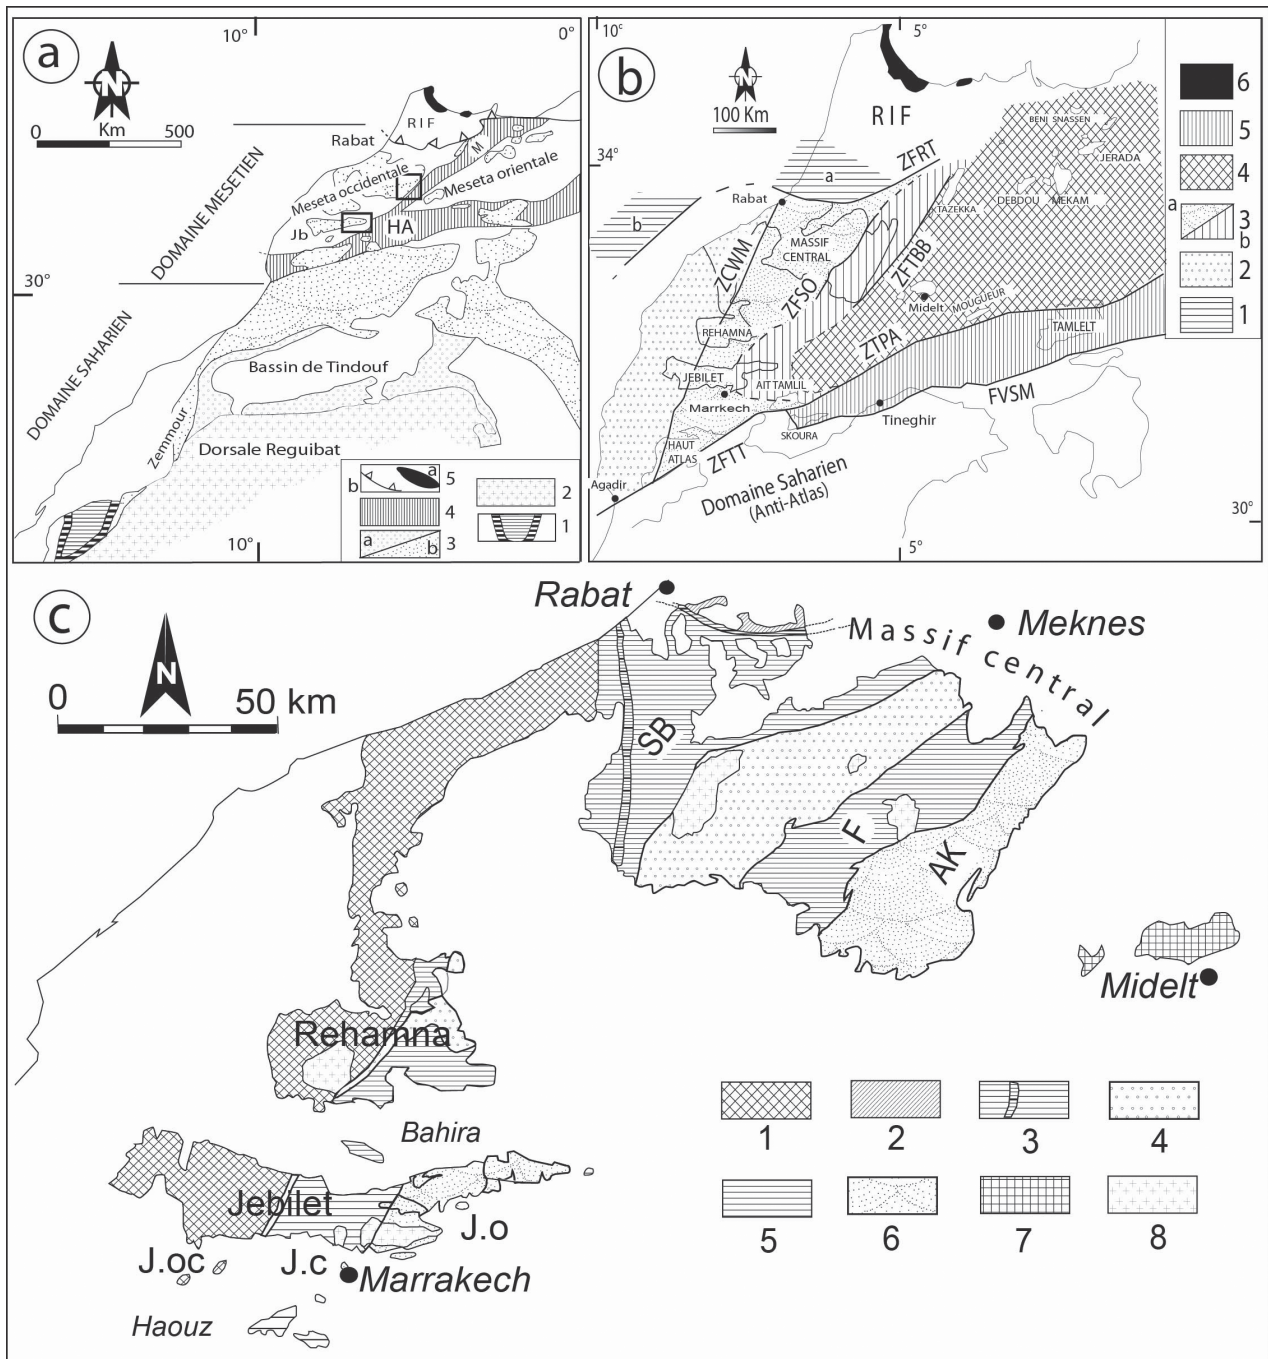 a
10°
0°
N
0
Km
500
RIF
Rabat
M
DOMAINE MESETIEN
Meseta occidentale
Meseta orientale
Jb
HA
30°
DOMAINE SAHARIEN
Bassin de Tindouf
Zemmour
Dorsale Reguibat
10°
b
a
5
4
a
b
3
2
1
b
10°
5°
N
100 Km
RIF
34°
a
b
Rabat
ZFRT
BENI SNASSEN
JERADA
DEBDOU
MEKAM
TAZEKKA
MASSIF
CENTRAL
ZCWM
ZFSO
ZFTBB
Midelt
MOUGUEUR
TAMLELT
REHAMNA
ZTPA
JEBILET
AIT TAMLIL
Marrkech
FVSM
Tineghir
SKOURA
HAUT
ATLAS
ZFTT
Agadir
Domaine Saharien
(Anti-Atlas)
30°
5°
6
5
4
a
3
b
2
1
c
N
0
50 km
Rabat
Meknes
Massif central
SB
F
AK
Midelt
Rehamna
Bahira
Jebilet
J.o
J.oc
J.c
Marrakech
Haouz
1
2
3
4
5
6
7
8